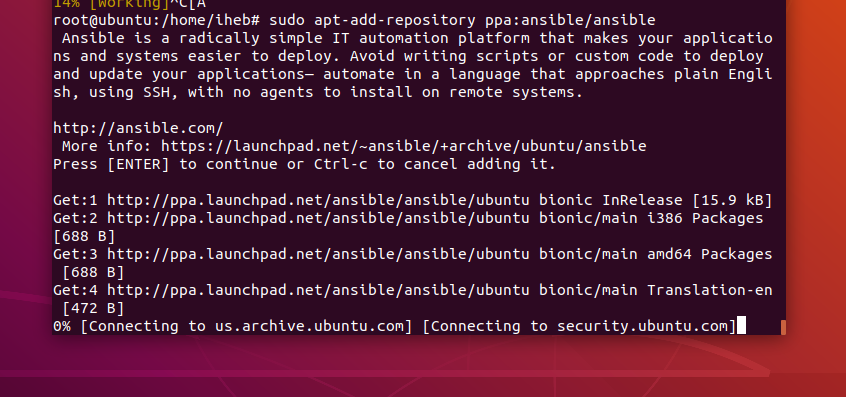 14% [Working]^C[A
root@ubuntu:/home/iheb# sudo apt-add-repository ppa:ansible/ansible
 Ansible is a radically simple IT automation platform that makes your applicatio
ns and systems easier to deploy. Avoid writing scripts or custom code to deploy
and update your applications— automate in a language that approaches plain Engli
sh, using SSH, with no agents to install on remote systems.

http://ansible.com/
 More info: https://launchpad.net/~ansible/+archive/ubuntu/ansible
Press [ENTER] to continue or Ctrl-c to cancel adding it.

Get:1 http://ppa.launchpad.net/ansible/ansible/ubuntu bionic InRelease [15.9 kB]
Get:2 http://ppa.launchpad.net/ansible/ansible/ubuntu bionic/main i386 Packages
[688 B]
Get:3 http://ppa.launchpad.net/ansible/ansible/ubuntu bionic/main amd64 Packages
 [688 B]
Get:4 http://ppa.launchpad.net/ansible/ansible/ubuntu bionic/main Translation-en
 [472 B]
0% [Connecting to us.archive.ubuntu.com] [Connecting to security.ubuntu.com]